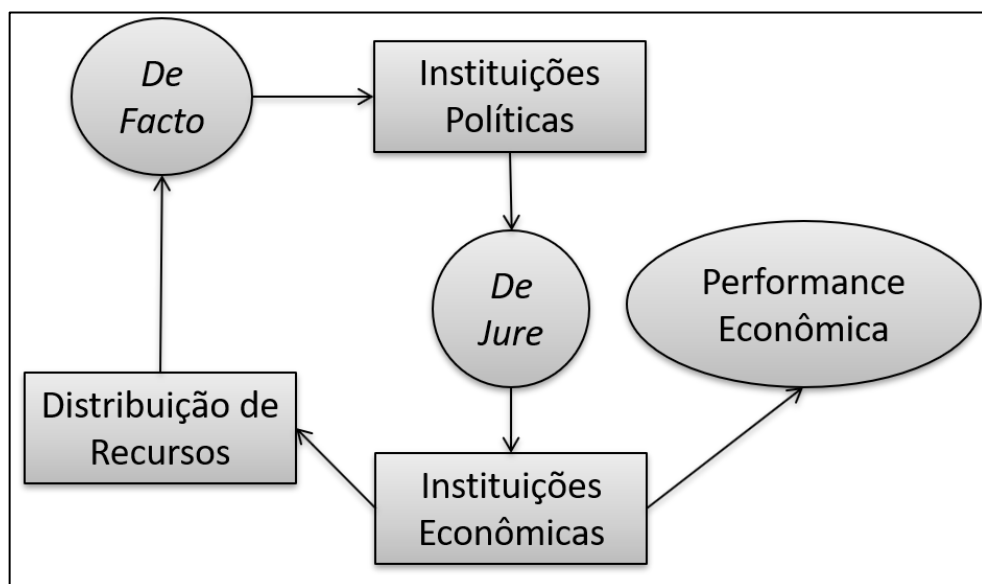 De
Facto
Instituições
Políticas
De
Jure
Performance
Econômica
Distribuição de
Recursos
Instituições
Econômicas